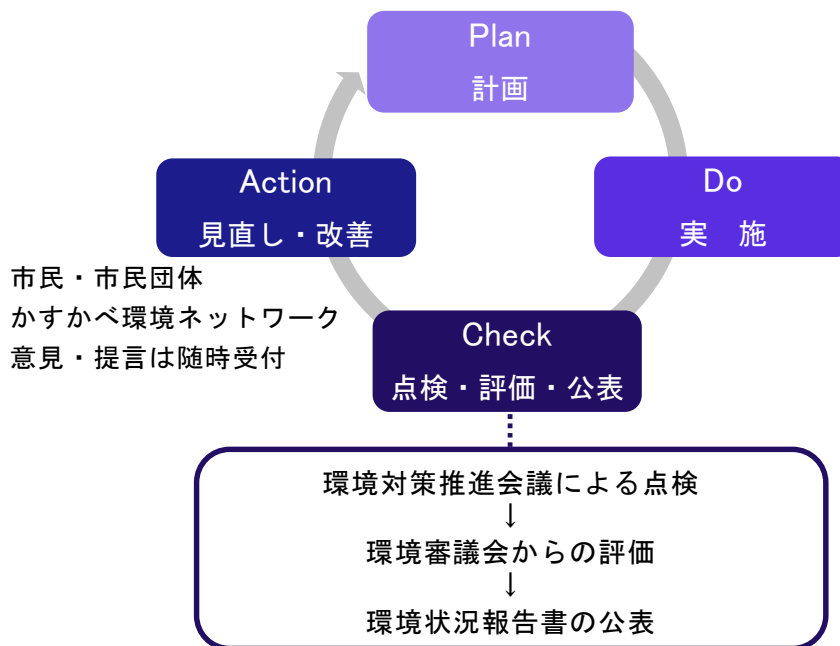 Plan
計画
Action
見直し・改善
Do
実　施
市民・市民団体
かすかべ環境ネットワーク
意見・提言は随時受付
Check
点検・評価・公表
環境対策推進会議による点検
↓
環境審議会からの評価
↓
環境状況報告書の公表